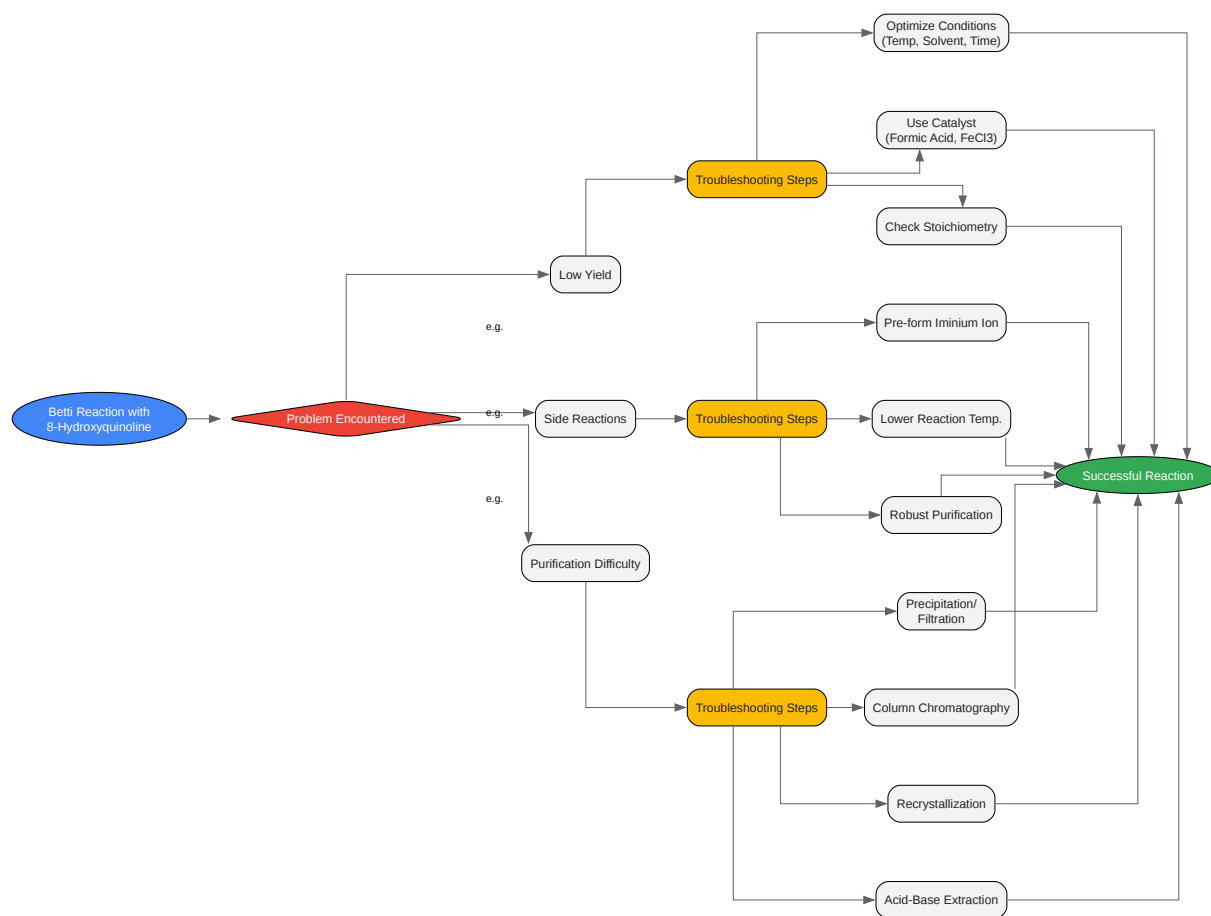 Optimize Conditions
(Temp, Solvent, Time)
Use Catalyst
(Formic Acid, FeCl3)
Troubleshooting Steps
Check Stoichiometry
Low Yield
Pre-form Iminium Ion
e.g.
Betti Reaction with
8-Hydroxyquinoline
Problem Encountered
e.g.
Side Reactions
Troubleshooting Steps
Lower Reaction Temp.
Successful Reaction
e.g.
Robust Purification
Purification Difficulty
Precipitation/
Filtration
Troubleshooting Steps
Column Chromatography
Recrystallization
Acid-Base Extraction